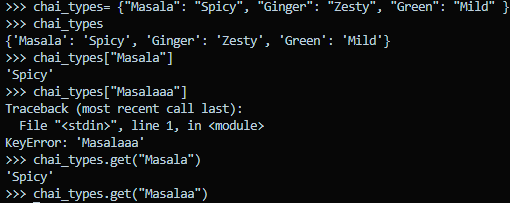 >>> chai_types= {"Masala": "Spicy", "Ginger": "Zesty", "Green": "Mild" }
>>> chai_types
{'Masala': 'Spicy', 'Ginger': 'Zesty', 'Green': 'Mild'}
>>> chai_types["Masala"]
'Spicy'
>>> chai_types["Masalaaa"]
Traceback (most recent call last):
  File "<stdin>", line 1, in <module>
KeyError: 'Masalaaa'
>>> chai_types.get("Masala")
'Spicy'
>>> chai_types.get("Masalaa")